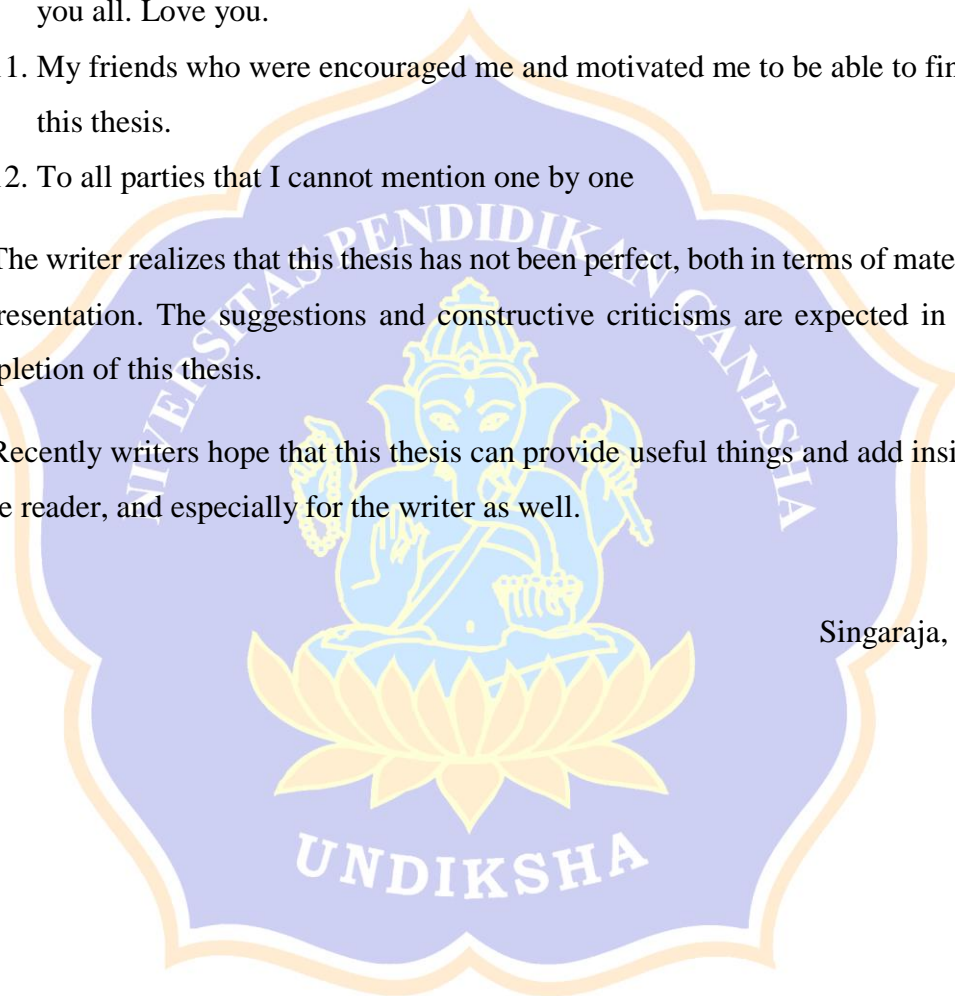 you all. Love you.
1. My friends who were encouraged me and motivated me to be able to fin
this thesis.
2. To all parties that I cannot mention one by one
UNIVERSITAS PENDIDIKAN GANESHA
The writer realizes that this thesis has not been perfect, both in terms of mate
resentation. The suggestions and constructive criticisms are expected in
pletion of this thesis.
Recently writers hope that this thesis can provide useful things and add insi
e reader, and especially for the writer as well.
Singaraja,
UNDIKSHA